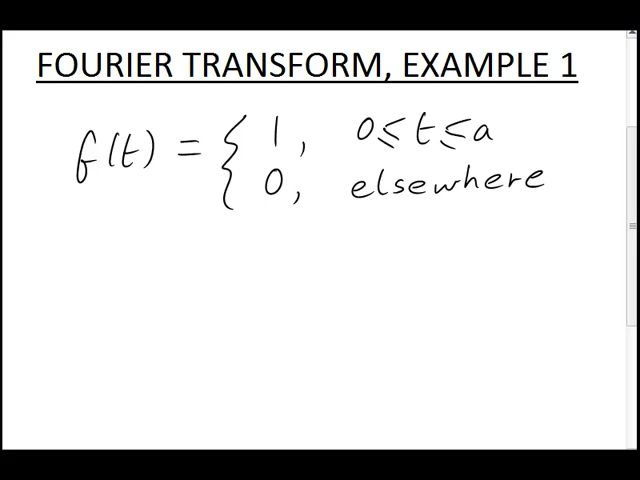 FOURIER TRANSFORM, EXAMPLE 1
f(t) = { 1, 0 ≤ t ≤ a
0, elsewhere